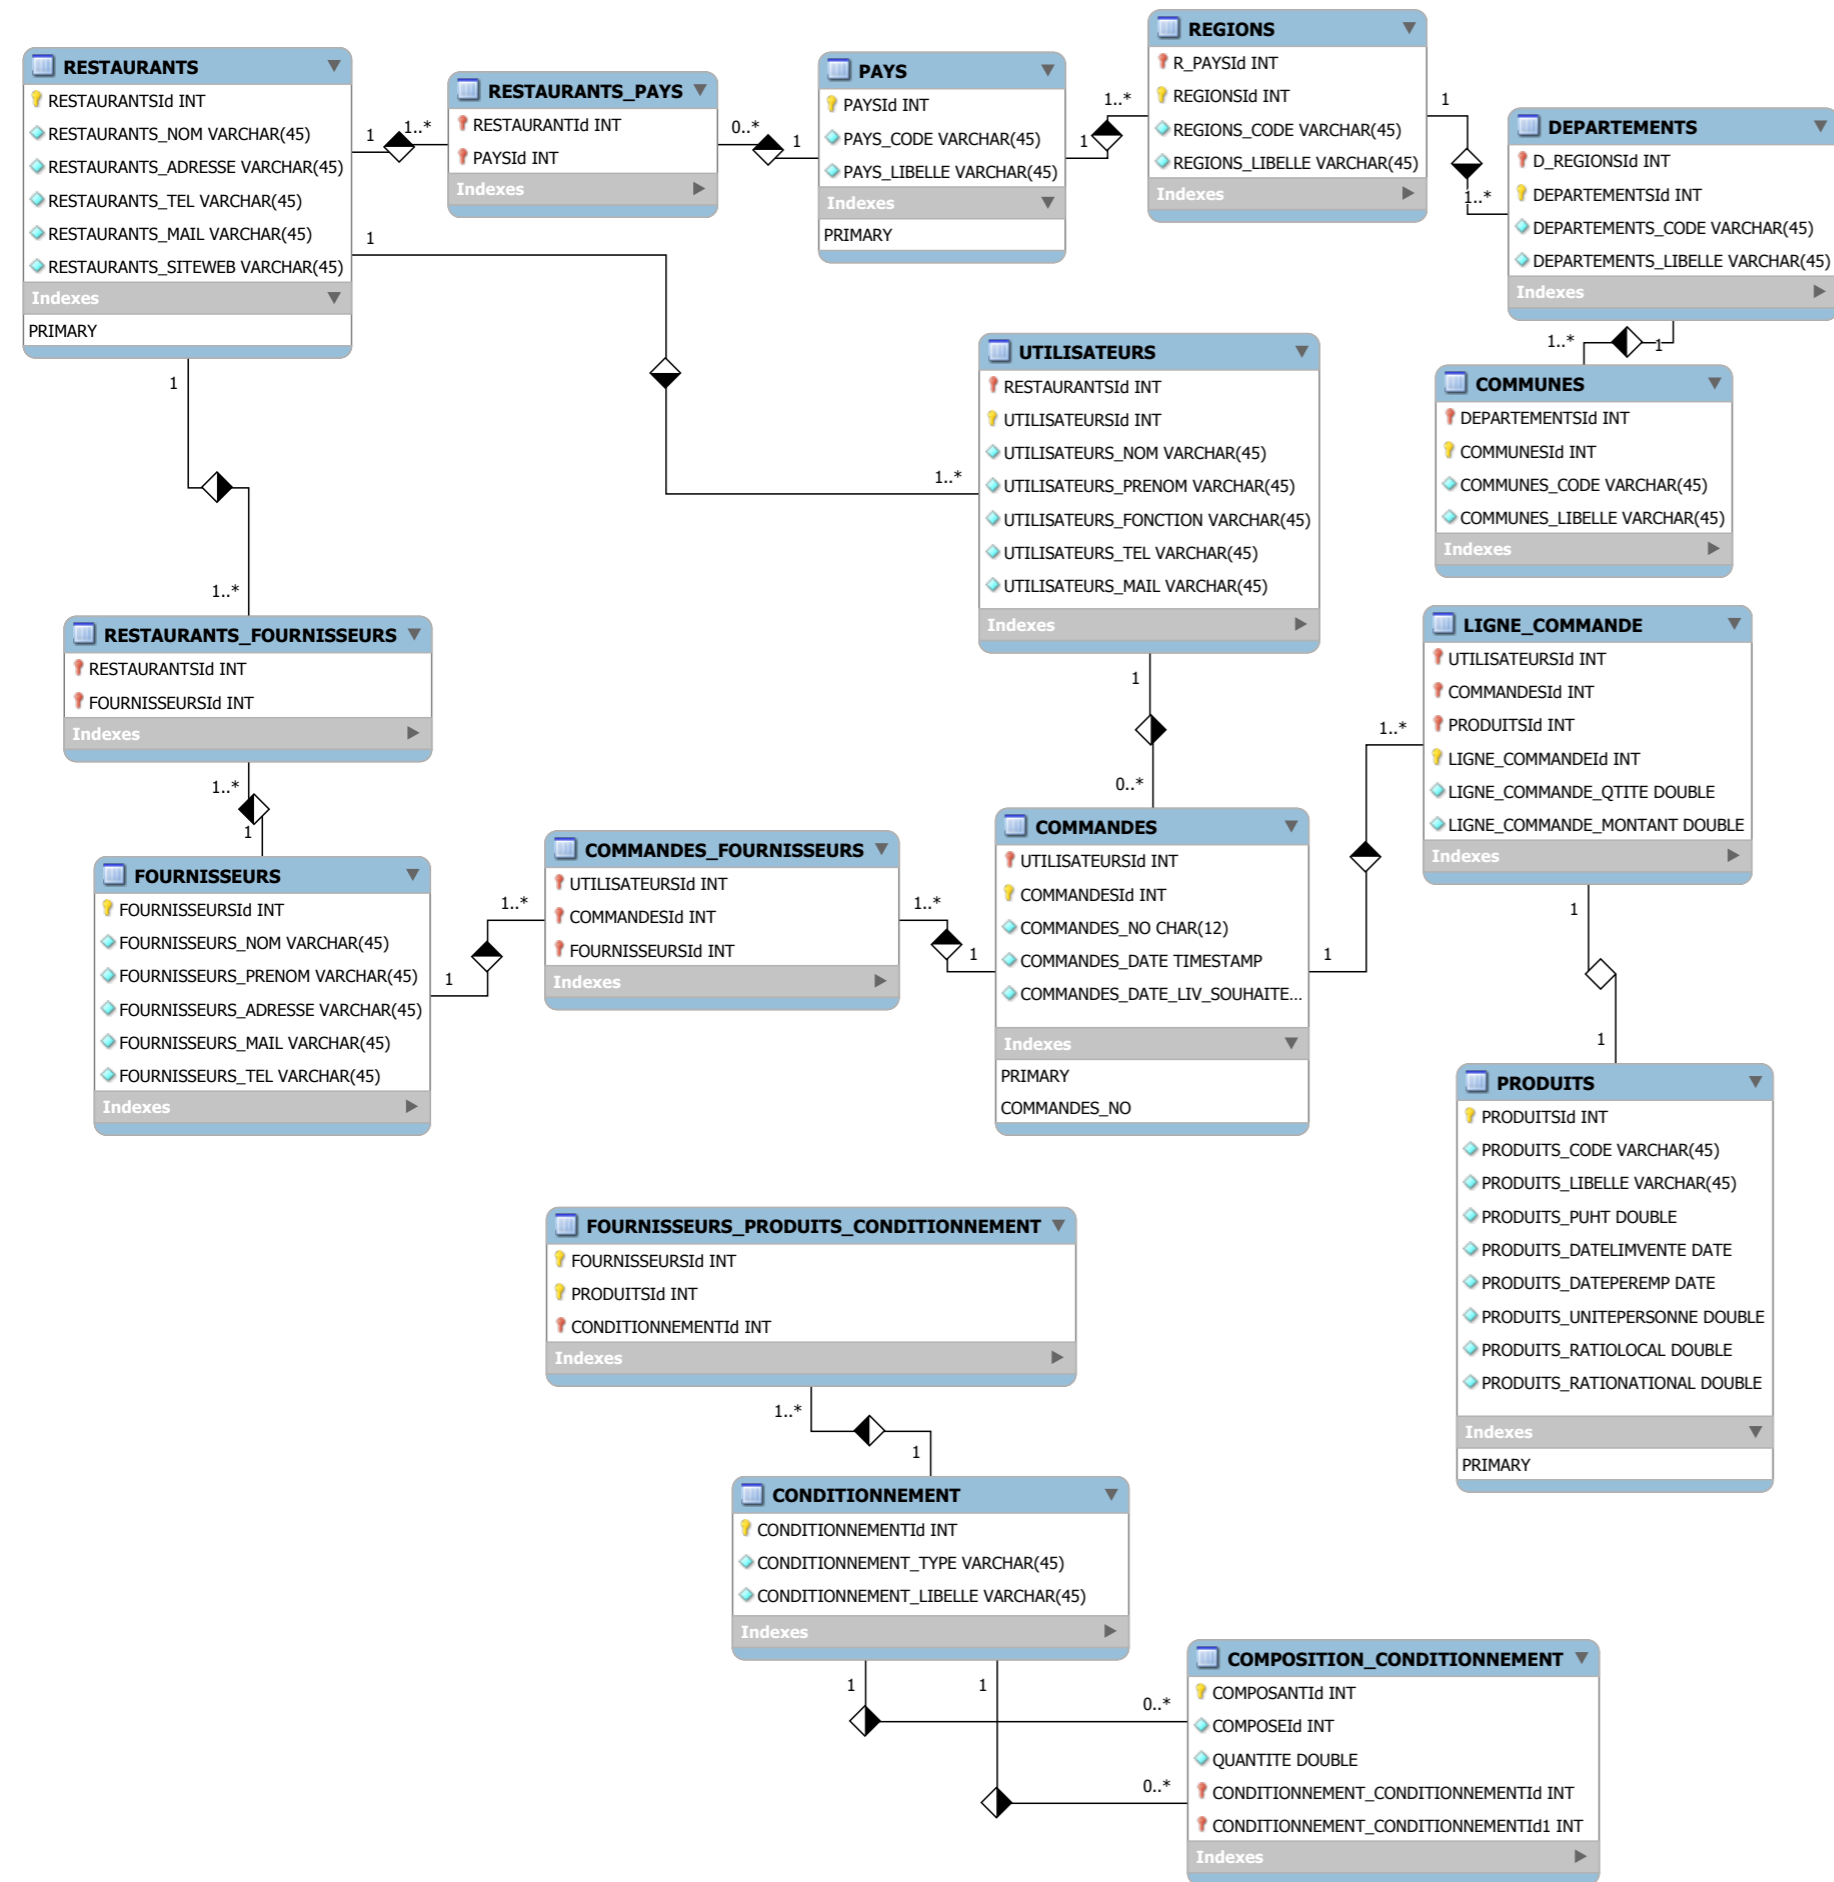 RESTAURANTS
RESTAURANTSId INT
RESTAURANTS_NOM VARCHAR(45)
RESTAURANTS_ADRESSE VARCHAR(45)
RESTAURANTS_TEL VARCHAR(45)
RESTAURANTS_MAIL VARCHAR(45)
RESTAURANTS_SITEWEB VARCHAR(45)
Indexes
PRIMARY
1
1..*
RESTAURANTS_PAYS
RESTAURANTId INT
PAYSId INT
Indexes
0..*
1
PAYS
PAYSId INT
PAYS_CODE VARCHAR(45)
PAYS_LIBELLE VARCHAR(45)
Indexes
PRIMARY
1
1..*
REGIONS
R_PAYSId INT
REGIONSId INT
REGIONS_CODE VARCHAR(45)
REGIONS_LIBELLE VARCHAR(45)
Indexes
1
1..*
DEPARTEMENTS
D_REGIONSId INT
DEPARTEMENTSId INT
DEPARTEMENTS_CODE VARCHAR(45)
DEPARTEMENTS_LIBELLE VARCHAR(45)
Indexes
1..*
1
COMMUNES
DEPARTEMENTSId INT
COMMUNESId INT
COMMUNES_CODE VARCHAR(45)
COMMUNES_LIBELLE VARCHAR(45)
Indexes
1
1..*
UTILISATEURS
RESTAURANTSId INT
UTILISATEURSId INT
UTILISATEURS_NOM VARCHAR(45)
UTILISATEURS_PRENOM VARCHAR(45)
UTILISATEURS_FONCTION VARCHAR(45)
UTILISATEURS_TEL VARCHAR(45)
UTILISATEURS_MAIL VARCHAR(45)
Indexes
1
1..*
RESTAURANTS_FOURNISSEURS
RESTAURANTSId INT
FOURNISSEURSId INT
Indexes
1..*
1
FOURNISSEURS
FOURNISSEURSId INT
FOURNISSEURS_NOM VARCHAR(45)
FOURNISSEURS_PRENOM VARCHAR(45)
FOURNISSEURS_ADRESSE VARCHAR(45)
FOURNISSEURS_MAIL VARCHAR(45)
FOURNISSEURS_TEL VARCHAR(45)
Indexes
1
1..*
COMMANDES_FOURNISSEURS
UTILISATEURSId INT
COMMANDESId INT
FOURNISSEURSId INT
Indexes
1..*
1
1
0..*
COMMANDES
UTILISATEURSId INT
COMMANDESId INT
COMMANDES_NO CHAR(12)
COMMANDES_DATE TIMESTAMP
COMMANDES_DATE_LIV_SOUHAITE...
Indexes
PRIMARY
COMMANDES_NO
1
1..*
LIGNE_COMMANDE
UTILISATEURSId INT
COMMANDESId INT
PRODUITSId INT
LIGNE_COMMANDEId INT
LIGNE_COMMANDE_QTITE DOUBLE
LIGNE_COMMANDE_MONTANT DOUBLE
Indexes
1
1
PRODUITS
PRODUITSId INT
PRODUITS_CODE VARCHAR(45)
PRODUITS_LIBELLE VARCHAR(45)
PRODUITS_PUHT DOUBLE
PRODUITS_DATELIMVENTE DATE
PRODUITS_DATEPEREMP DATE
PRODUITS_UNITEPERSONNE DOUBLE
PRODUITS_RATIOLOCAL DOUBLE
PRODUITS_RATIONATIONAL DOUBLE
Indexes
PRIMARY
FOURNISSEURS_PRODUITS_CONDITIONNEMENT
FOURNISSEURSId INT
PRODUITSId INT
CONDITIONNEMENTId INT
Indexes
1..*
1
CONDITIONNEMENT
CONDITIONNEMENTId INT
CONDITIONNEMENT_TYPE VARCHAR(45)
CONDITIONNEMENT_LIBELLE VARCHAR(45)
Indexes
1
1
0..*
0..*
COMPOSITION_CONDITIONNEMENT
COMPOSANTId INT
COMPOSEId INT
QUANTITE DOUBLE
CONDITIONNEMENT_CONDITIONNEMENTId INT
CONDITIONNEMENT_CONDITIONNEMENTId1 INT
Indexes